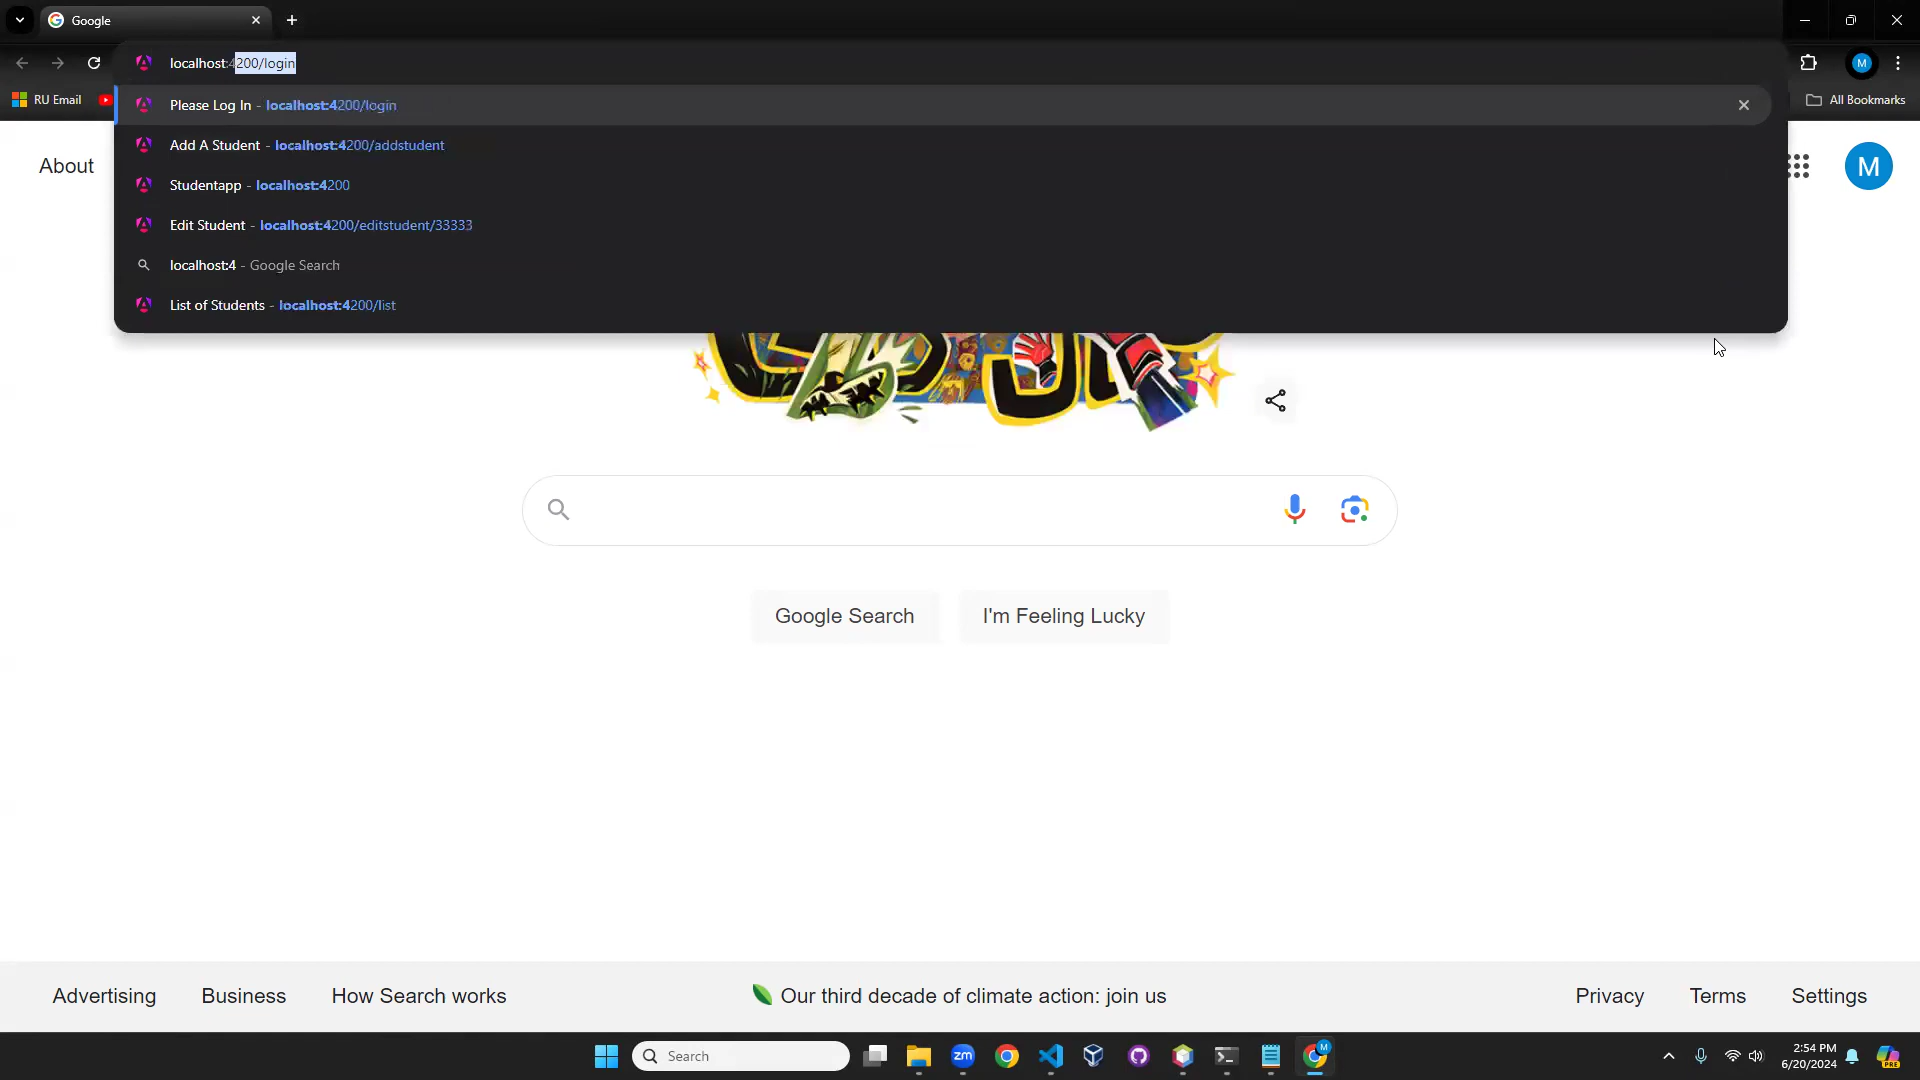 Google
localhost:4200/login
RU Email
All Bookmarks
Please Log In - localhost:4200/login
Add A Student - localhost:4200/addstudent
Studentapp - localhost:4200
Edit Student - localhost:4200/editstudent/33333
localhost:4 - Google Search
List of Students - localhost:4200/list
M
About
M
Google Search
I'm Feeling Lucky
Our third decade of climate action: join us
Advertising
Business
How Search works
Privacy
Terms
Settings
Search
zm
M
2:54 PM
6/20/2024
PRE